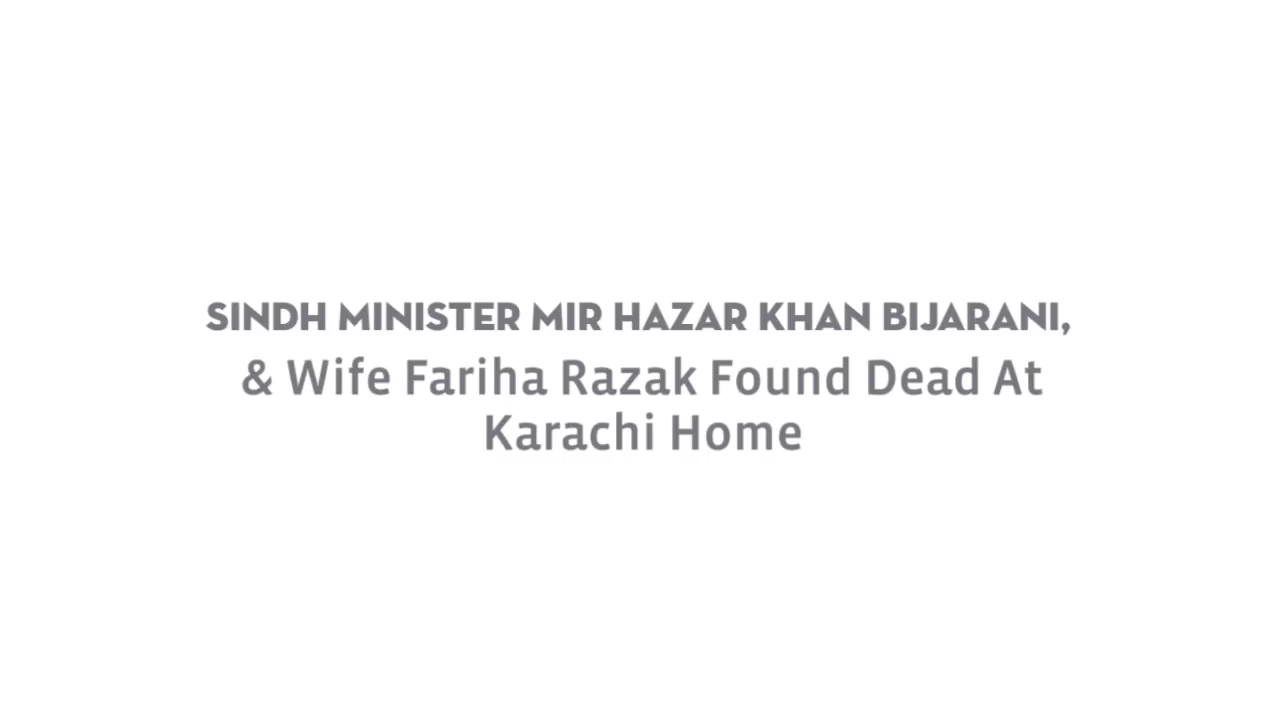 SINDH MINISTER MIR HAZAR KHAN BIJARANI,
& Wife Fariha Razak Found Dead At
Karachi Home